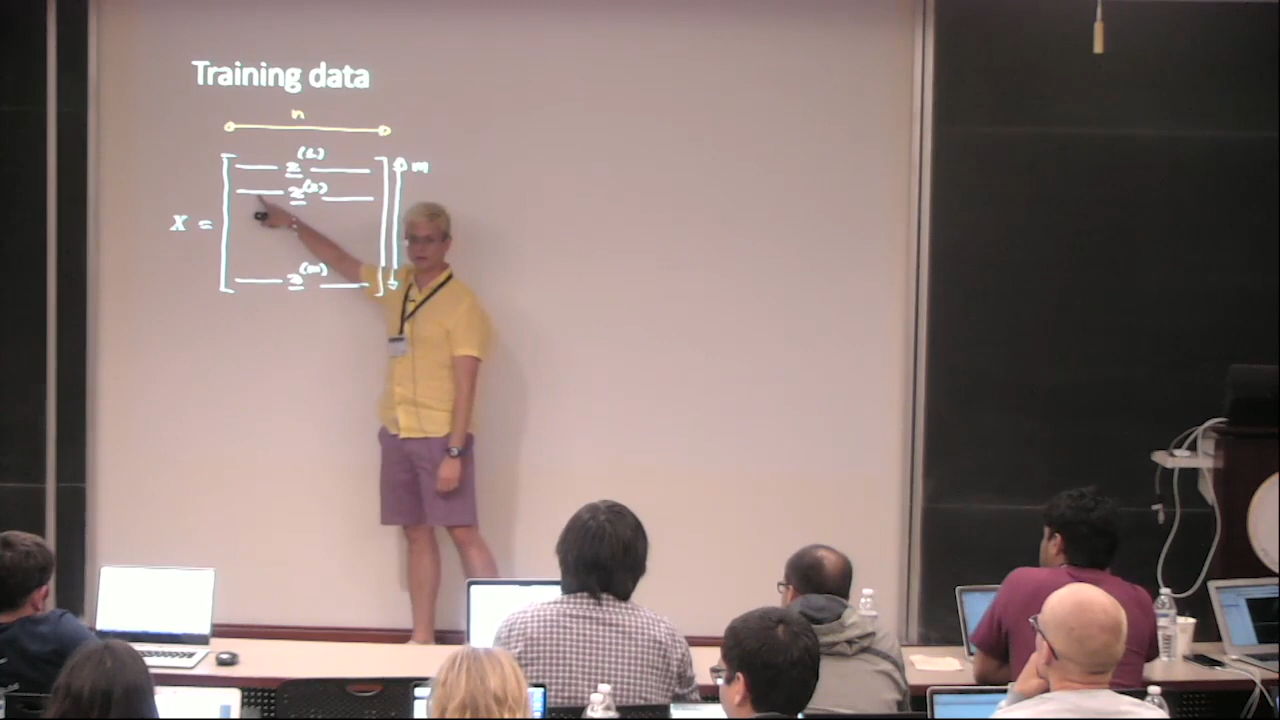 Training data
n
z^(1)
z^(2)
m
X =
z^(m)